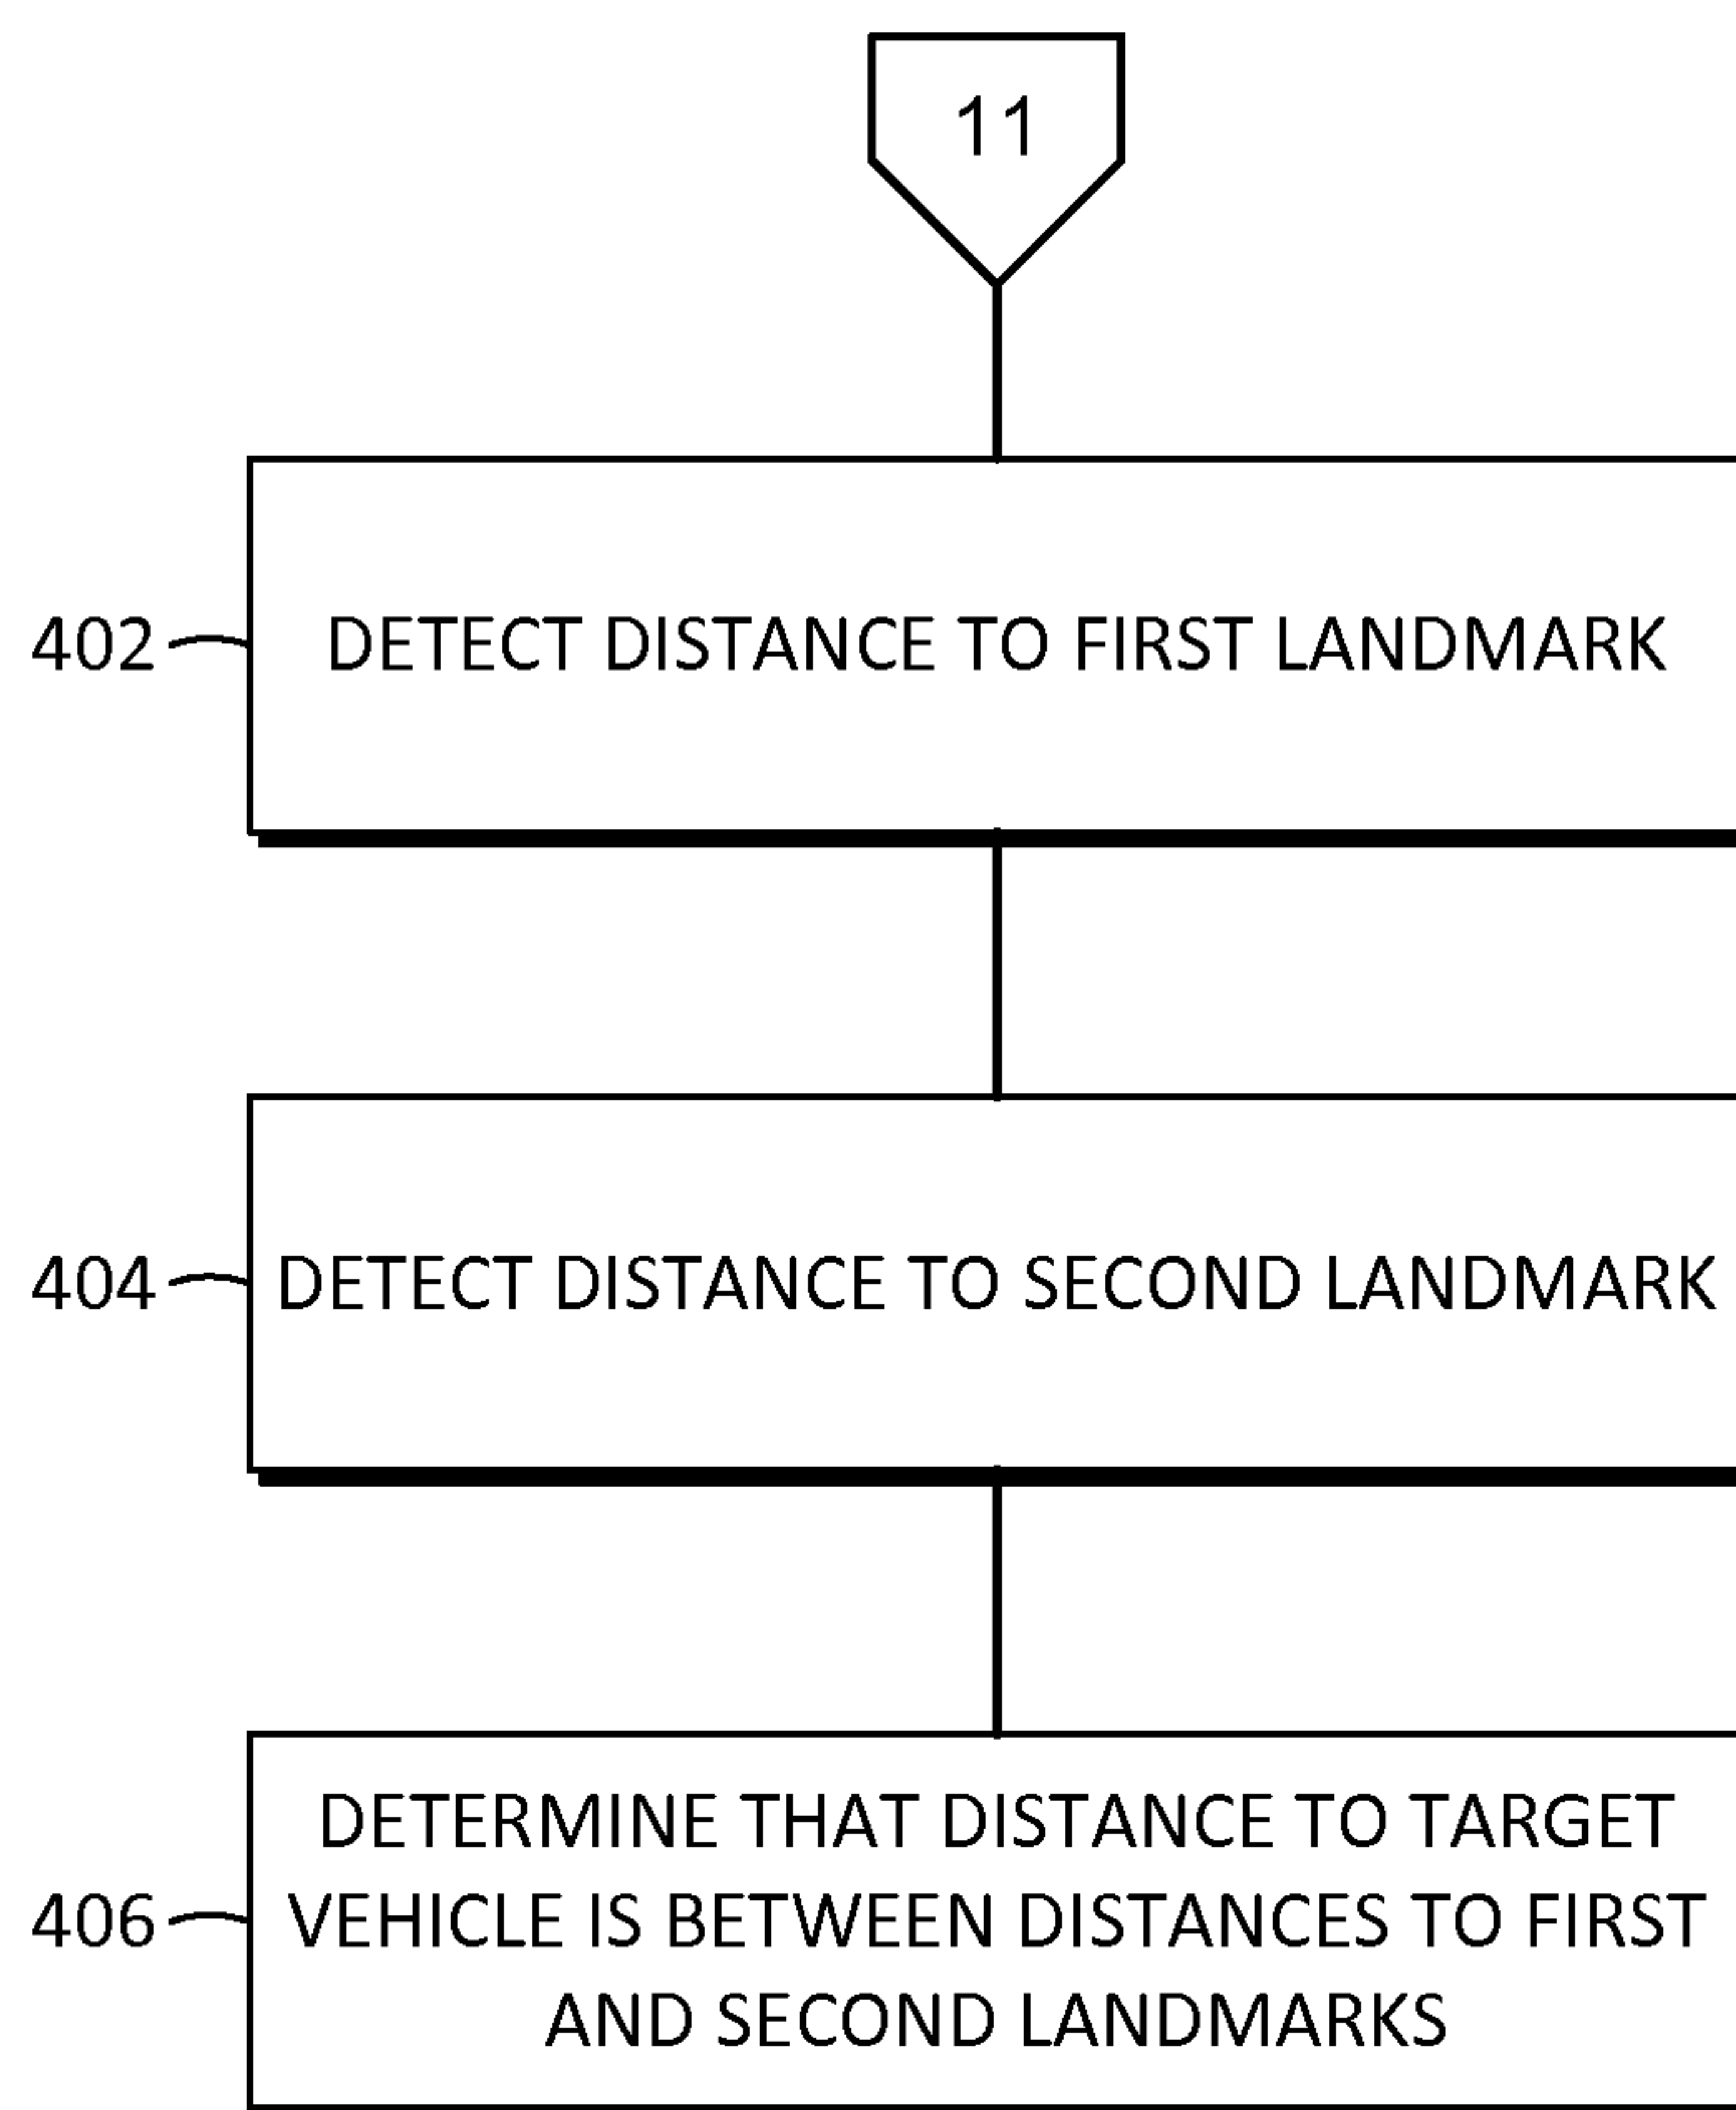 11
402 DETECT DISTANCE TO FIRST LANDMARK
404 DETECT DISTANCE TO SECOND LANDMARK
DETERMINE THAT DISTANCE TO TARGET
406 VEHICLE IS BETWEEN DISTANCES TO FIRST
AND SECOND LANDMARKS